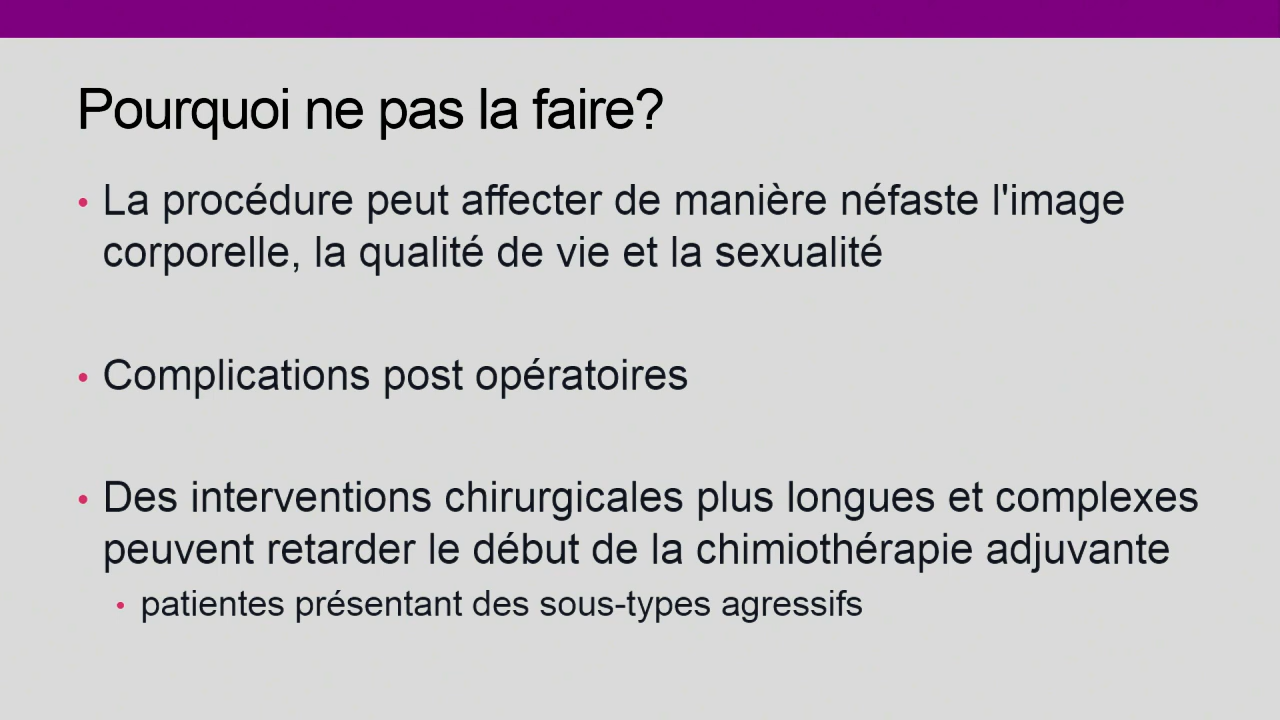 Pourquoi ne pas la faire?
• La procédure peut affecter de manière néfaste l'image
corporelle, la qualité de vie et la sexualité
• Complications post opératoires
• Des interventions chirurgicales plus longues et complexes
peuvent retarder le début de la chimiothérapie adjuvante
• patientes présentant des sous-types agressifs